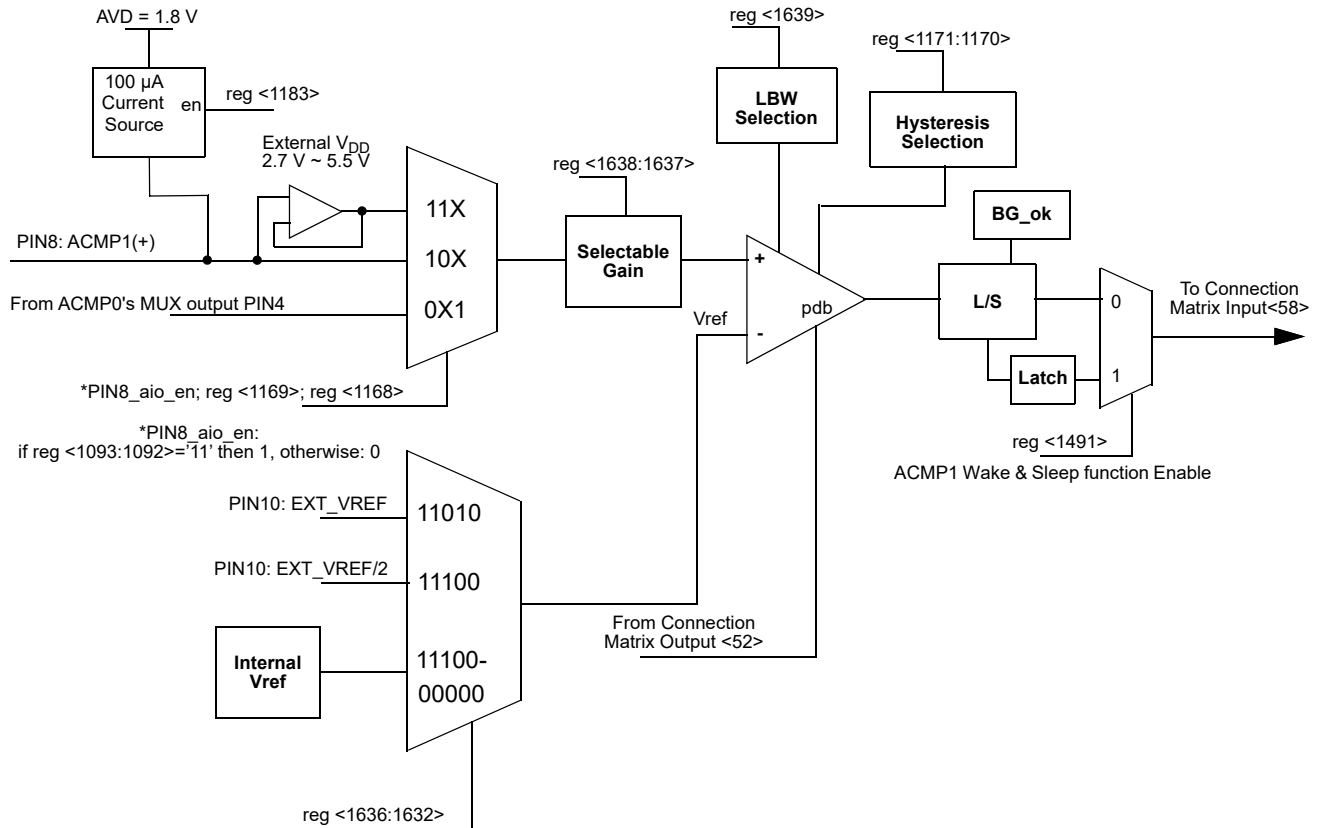 AVD = 1.8 V
100 µA
Current
Source
en
reg <1183>
External VDD
2.7 V ~ 5.5 V
PIN8: ACMP1(+)
From ACMP0's MUX output PIN4
11X
10X
0X1
*PIN8_aio_en; reg <1169>; reg <1168>
*PIN8_aio_en:
if reg <1093:1092>='11' then 1, otherwise: 0
reg <1638:1637>
Selectable
Gain
reg <1639>
LBW
Selection
reg <1171:1170>
Hysteresis
Selection
+
-
Vref
pdb
BG_ok
L/S
Latch
0
1
To Connection
Matrix Input<58>
reg <1491>
ACMP1 Wake & Sleep function Enable
PIN10: EXT_VREF
11010
PIN10: EXT_VREF/2
11100
Internal
Vref
11100-
00000
From Connection
Matrix Output <52>
reg <1636:1632>